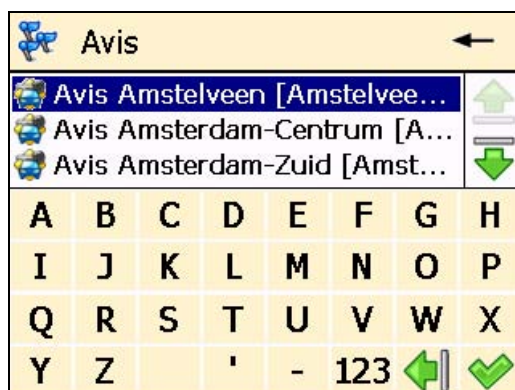 Avis
Avis Amstelveen [Amstelvee...
Avis Amsterdam-Centrum [A...
Avis Amsterdam-Zuid [Amst...
A B C D E F G H
I J K L M N O P
Q R S T U V W X
Y Z ' - 123